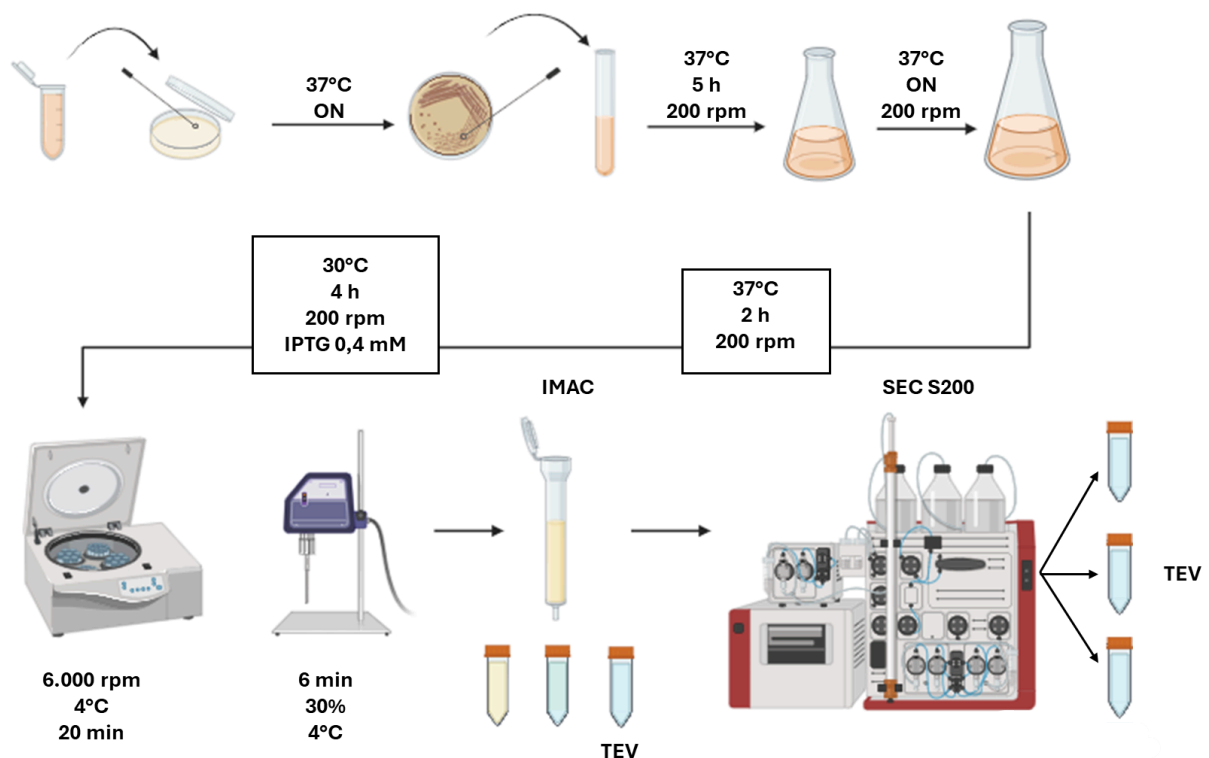 37°C
ON
37°C
5 h
200 rpm
37°C
ON
200 rpm
30°C
4 h
200 rpm
IPTG 0,4 mM
37°C
2 h
200 rpm
IMAC
SEC S200
6.000 rpm
4°C
20 min
6 min
30%
4°C
TEV
TEV